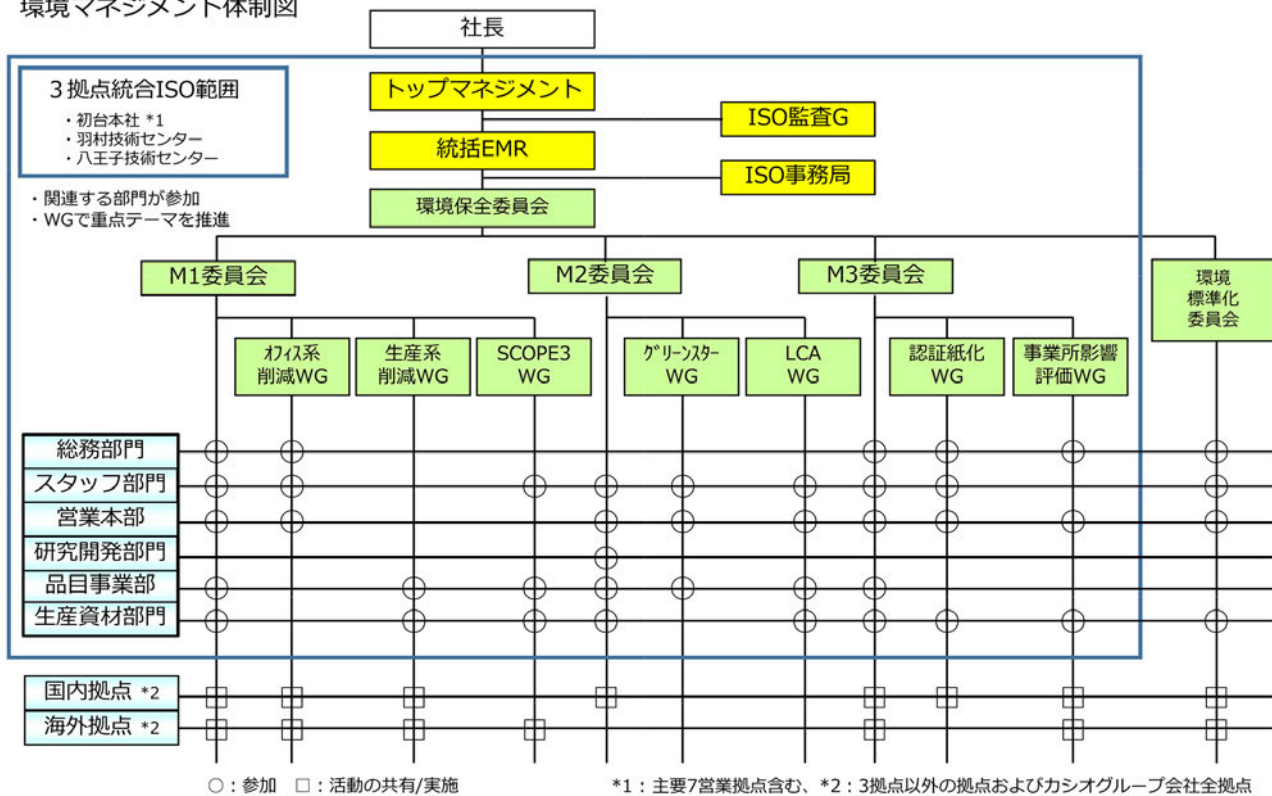 環境マネジメント体制図
社長
3拠点統合ISO範囲
・初台本社 *1
・羽村技術センター
・八王子技術センター
トップマネジメント
ISO監査G
統括EMR
ISO事務局
・関連する部門が参加
・WGで重点テーマを推進
環境保全委員会
M1委員会
M2委員会
M3委員会
環境
標準化
委員会
ｵﾌｨｽ系
削減WG
生産系
削減WG
SCOPE3
WG
ｸﾞﾘｰﾝｽﾀｰ
WG
LCA
WG
認証紙化
WG
事業所影響
評価WG
総務部門
スタッフ部門
営業本部
研究開発部門
品目事業部
生産資材部門
国内拠点 *2
海外拠点 *2
○：参加 □：活動の共有/実施
*1：主要7営業拠点含む、*2：3拠点以外の拠点およびカシオグループ会社全拠点